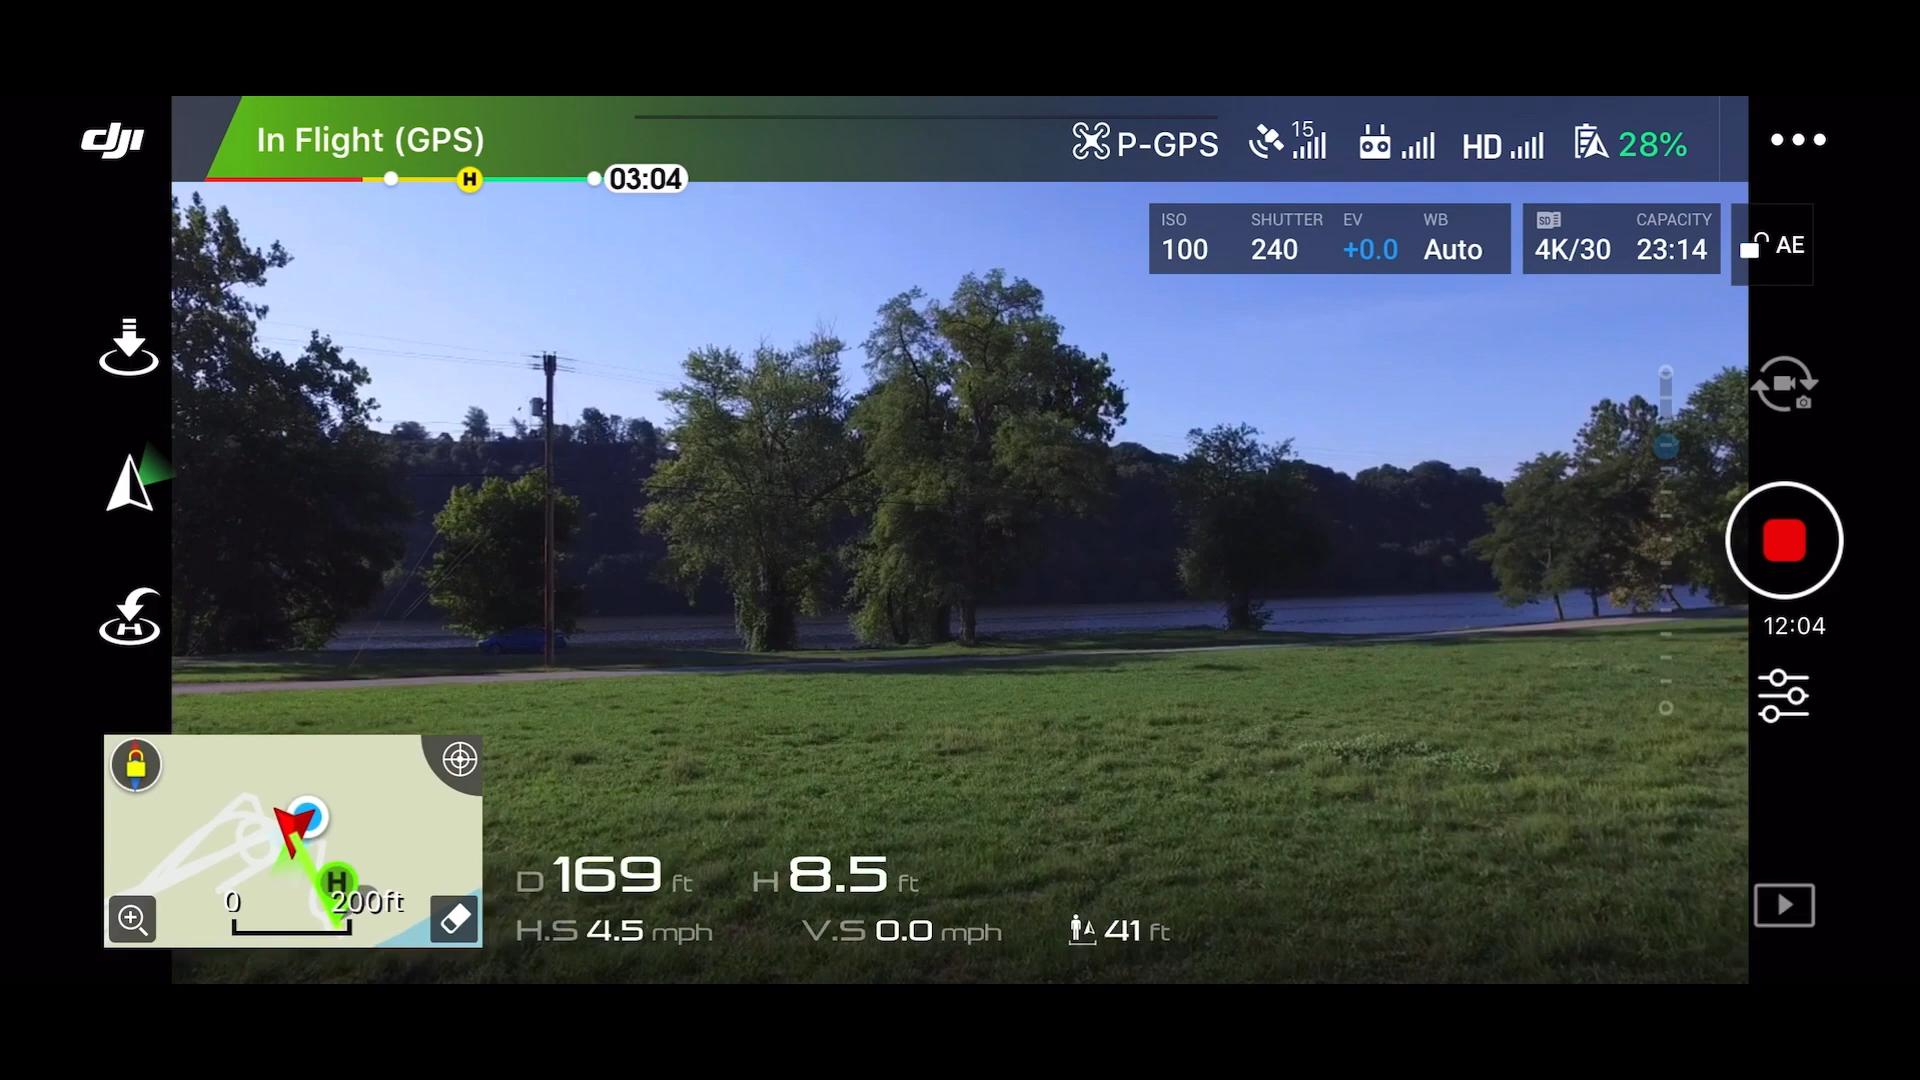 dji
In Flight (GPS)
P-GPS
15
HD
28%
H
03:04
ISO
100
SHUTTER
240
EV
+0.0
WB
Auto
SD
4K/30
CAPACITY
23:14
AE
12:04
H
H
0
200ft
D 169 ft
H 8.5 ft
H.S 4.5 mph
V.S 0.0 mph
41 ft